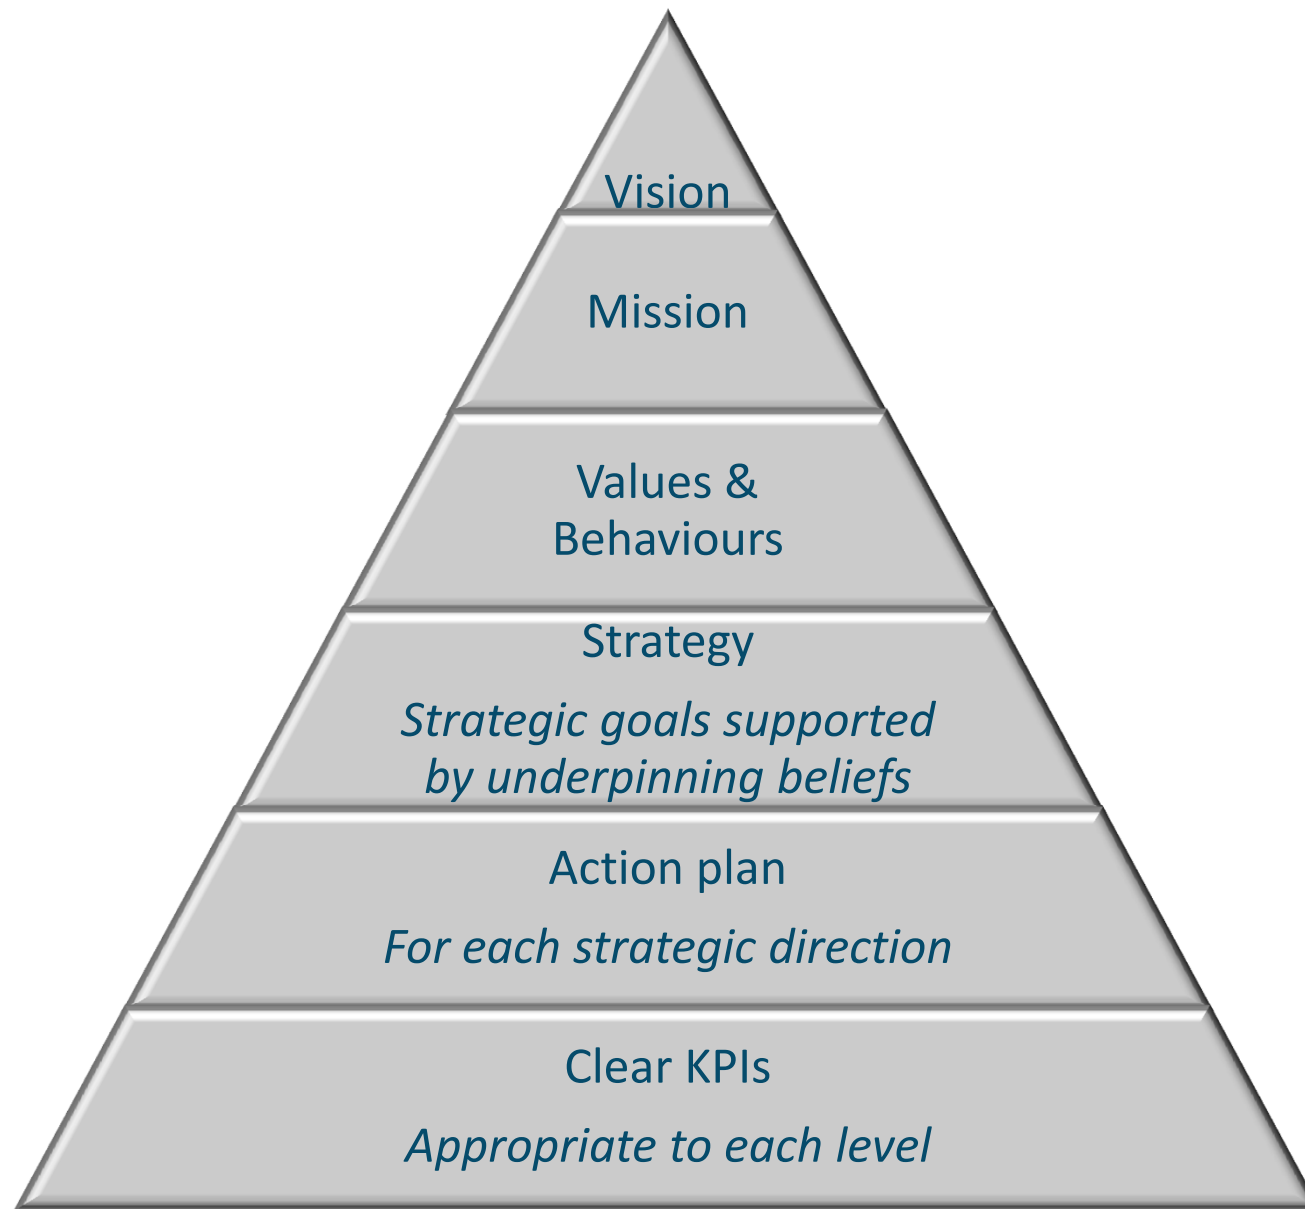 Vision
Mission
Values &
Behaviours
Strategy
Strategic goals supported
by underpinning beliefs
Action plan
For each strategic direction
Clear KPIs
Appropriate to each level